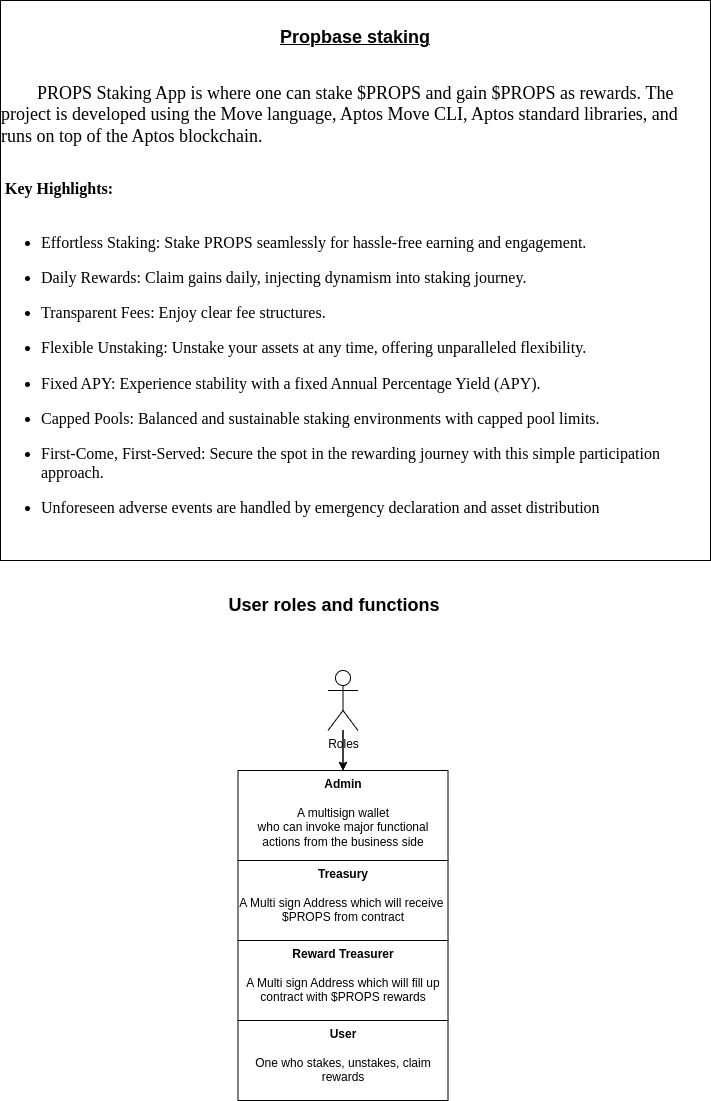 Propbase staking
PROPS Staking App is where one can stake $PROPS and gain $PROPS as rewards. The
project is developed using the Move language, Aptos Move CLI, Aptos standard libraries, and
runs on top of the Aptos blockchain.
Key Highlights:
• Effortless Staking: Stake PROPS seamlessly for hassle-free earning and engagement.
• Daily Rewards: Claim gains daily, injecting dynamism into staking journey.
• Transparent Fees: Enjoy clear fee structures.
• Flexible Unstaking: Unstake your assets at any time, offering unparalleled flexibility.
• Fixed APY: Experience stability with a fixed Annual Percentage Yield (APY).
• Capped Pools: Balanced and sustainable staking environments with capped pool limits.
• First-Come, First-Served: Secure the spot in the rewarding journey with this simple participation
approach.
• Unforeseen adverse events are handled by emergency declaration and asset distribution
User roles and functions
Roles
Admin
A multisign wallet
who can invoke major functional
actions from the business side
Treasury
A Multi sign Address which will receive
$PROPS from contract
Reward Treasurer
A Multi sign Address which will fill up
contract with $PROPS rewards
User
One who stakes, unstakes, claim
rewards